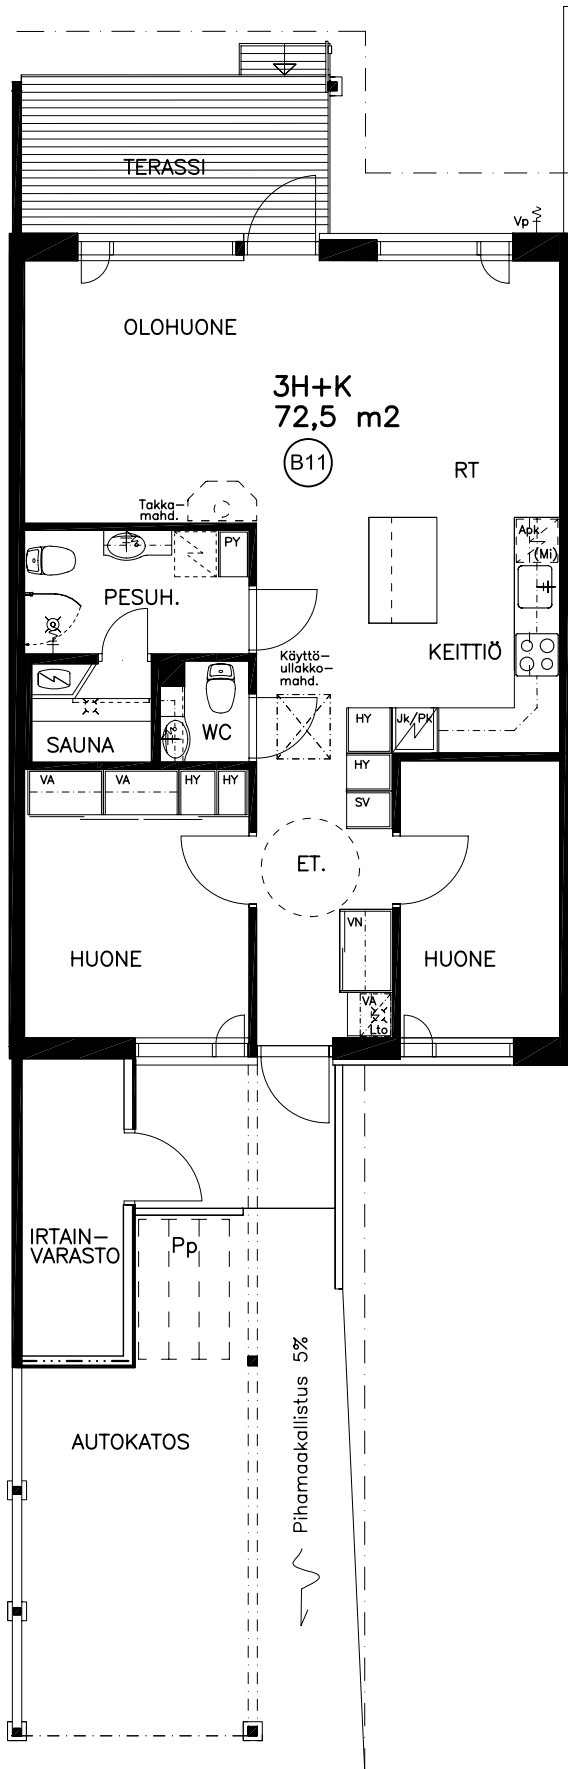 TERASSI
Vp
OLOHUONE
3H+K
72,5 m2
B11
RT
Takka-
mahd.
PY
Apk
(Mi)
PESUH.
KEITTIÖ
Käyttö-
ullakko-
mahd.
WC
SAUNA
HY
Jk/Pk
HY
SV
VA
VA
HY
HY
ET.
VN
HUONE
HUONE
VA
Lto
IRTAIN-
VARASTO
Pp
Pihamaakallistus 5%
AUTOKATOS